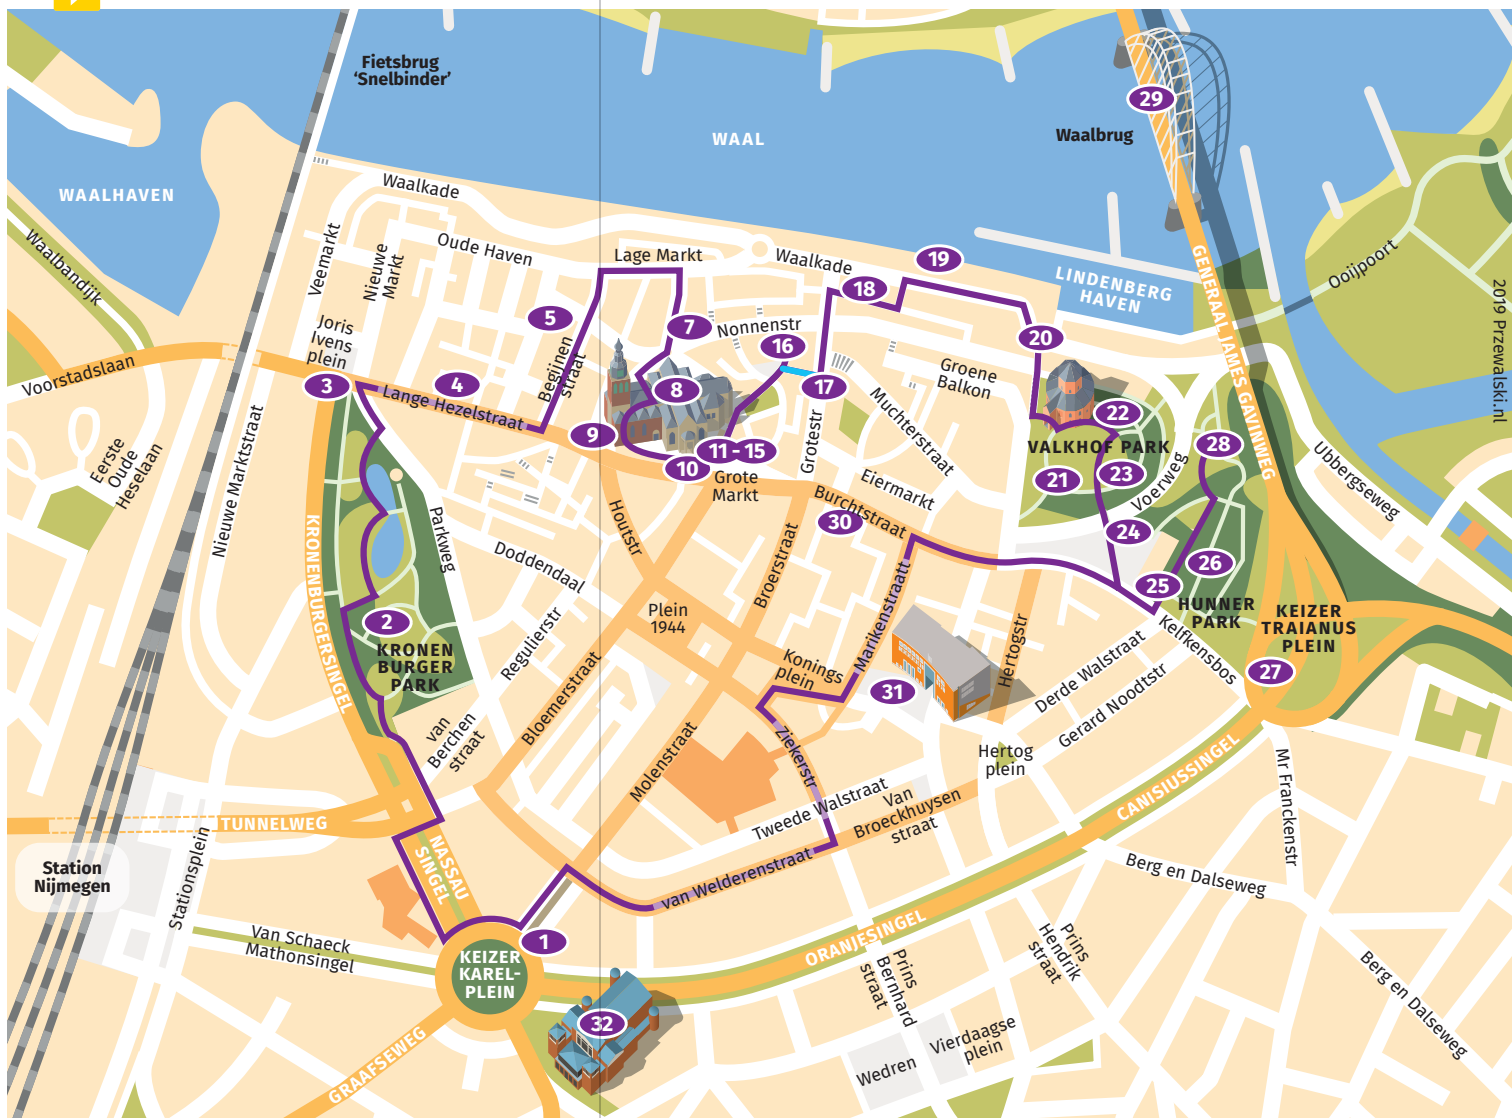 Fietsbrug
‘Snelbinder’
WAAL
29
Waalbrug
WAALHAVEN
Waalkade
Waalbandijk
Veemarkt
Nieuwe
Markt
Oude Haven
Lage Markt
Waalkade
19
18
LINDENBERG
HAVEN
GENERAAL JAMES GAVINWEG
Ooijpoort
2019 Przewalski.nl
Joris
Ivens
plein
5
7
Nonnenstr
16
20
Voorstadslaan
3
4
Lange Hezelstraat
Begijnen
straat
8
17
Groene
Balkon
9
10
11 - 15
Grote
Markt
Grotestr
Muchterstraat
Eiermarkt
22
VALKHOF PARK
28
21
23
Voerweg
24
Ubbergseweg
Eerste
Oude
Heselaan
Nieuwe Marktstraat
KRONENBURGERSINGEL
Parkweg
Houtstr
Burchtstraat
30
Doddendaal
Broerstraat
25
26
HUNNER
PARK
KEIZER
TRAIANUS
PLEIN
2
KRONEN
BURGER
PARK
Regulierstr
Plein
1944
Marikenstraatt
Konings
plein
31
Hertogstr
Kelfkensbos
27
Derde Walstraat
Gerard Noodtstr
van
Berchen
straat
Bloemerstraat
Molenstraat
Ziekerstr
Hertog
plein
CANISIUSSINGEL
Mr Franckenstr
TUNNELWEG
Tweede Walstraat
Van
Broeckhuysen
straat
Station
Nijmegen
Stationsplein
NASSAU
SINGEL
van Welderenstraat
Berg en Dalseweg
Van Schaeck
Mathonsingel
1
KEIZER
KAREL-
PLEIN
ORANJESINGEL
Prins
Bernhard
straat
Prins
Hendrik
straat
Berg en Dalseweg
32
GRAAFSEWEG
Wedren
Vierdaagse
plein